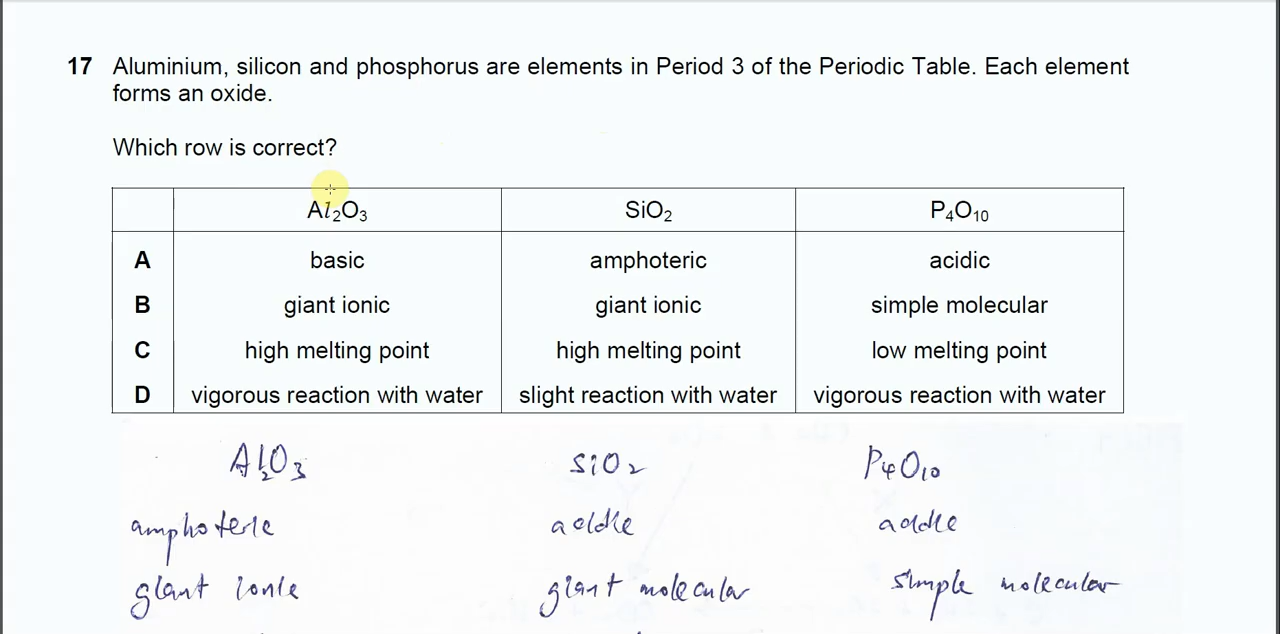 17 Aluminium, silicon and phosphorus are elements in Period 3 of the Periodic Table. Each element
forms an oxide.
Which row is correct?
Al₂O₃ SiO₂ P₄O₁₀
A basic amphoteric acidic
B giant ionic giant ionic simple molecular
C high melting point high melting point low melting point
D vigorous reaction with water slight reaction with water vigorous reaction with water
Al₂O₃ SiO₂ P₄O₁₀
amphoteric acidic acidic
giant ionic giant molecular simple molecular